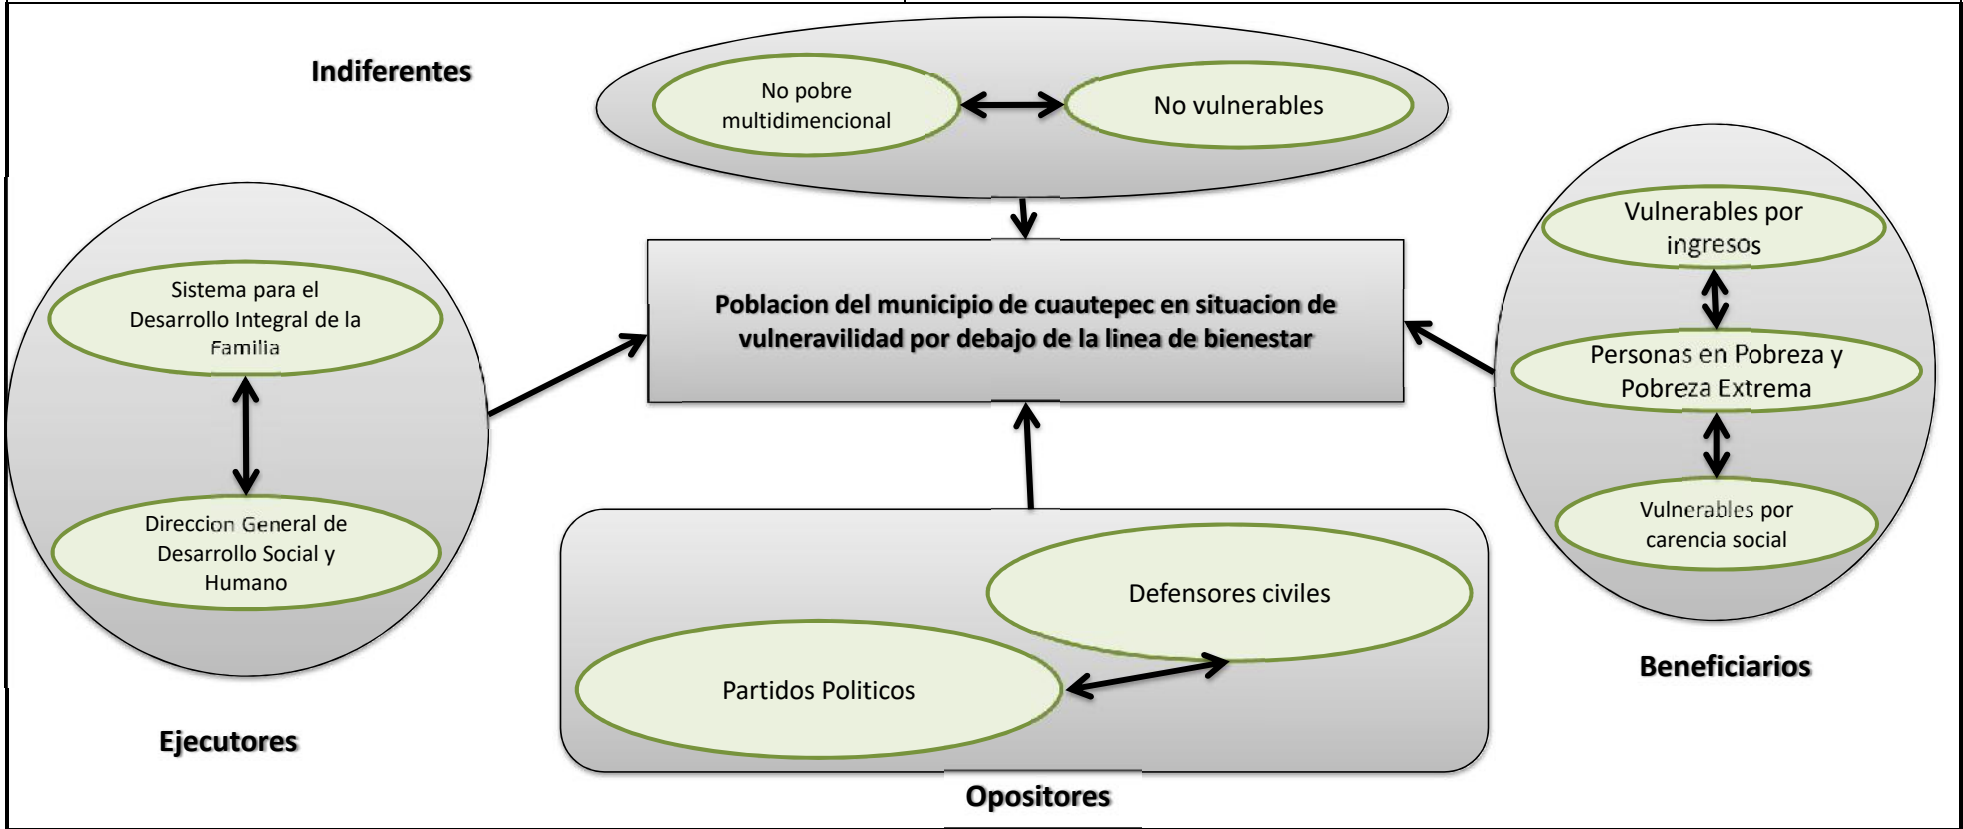 Indiferentes
No pobre
multidimencional
No vulnerables
Vulnerables por
ingresos
Personas en Pobreza y
Pobreza Extrema
Vulnerables por
carencia social
Beneficiarios
Sistema para el
Desarrollo Integral de la
Familia
Direccion General de
Desarrollo Social y
Humano
Ejecutores
Poblacion del municipio de cuautepec en situacion de
vulneravilidad por debajo de la linea de bienestar
Defensores civiles
Partidos Politicos
Opositores